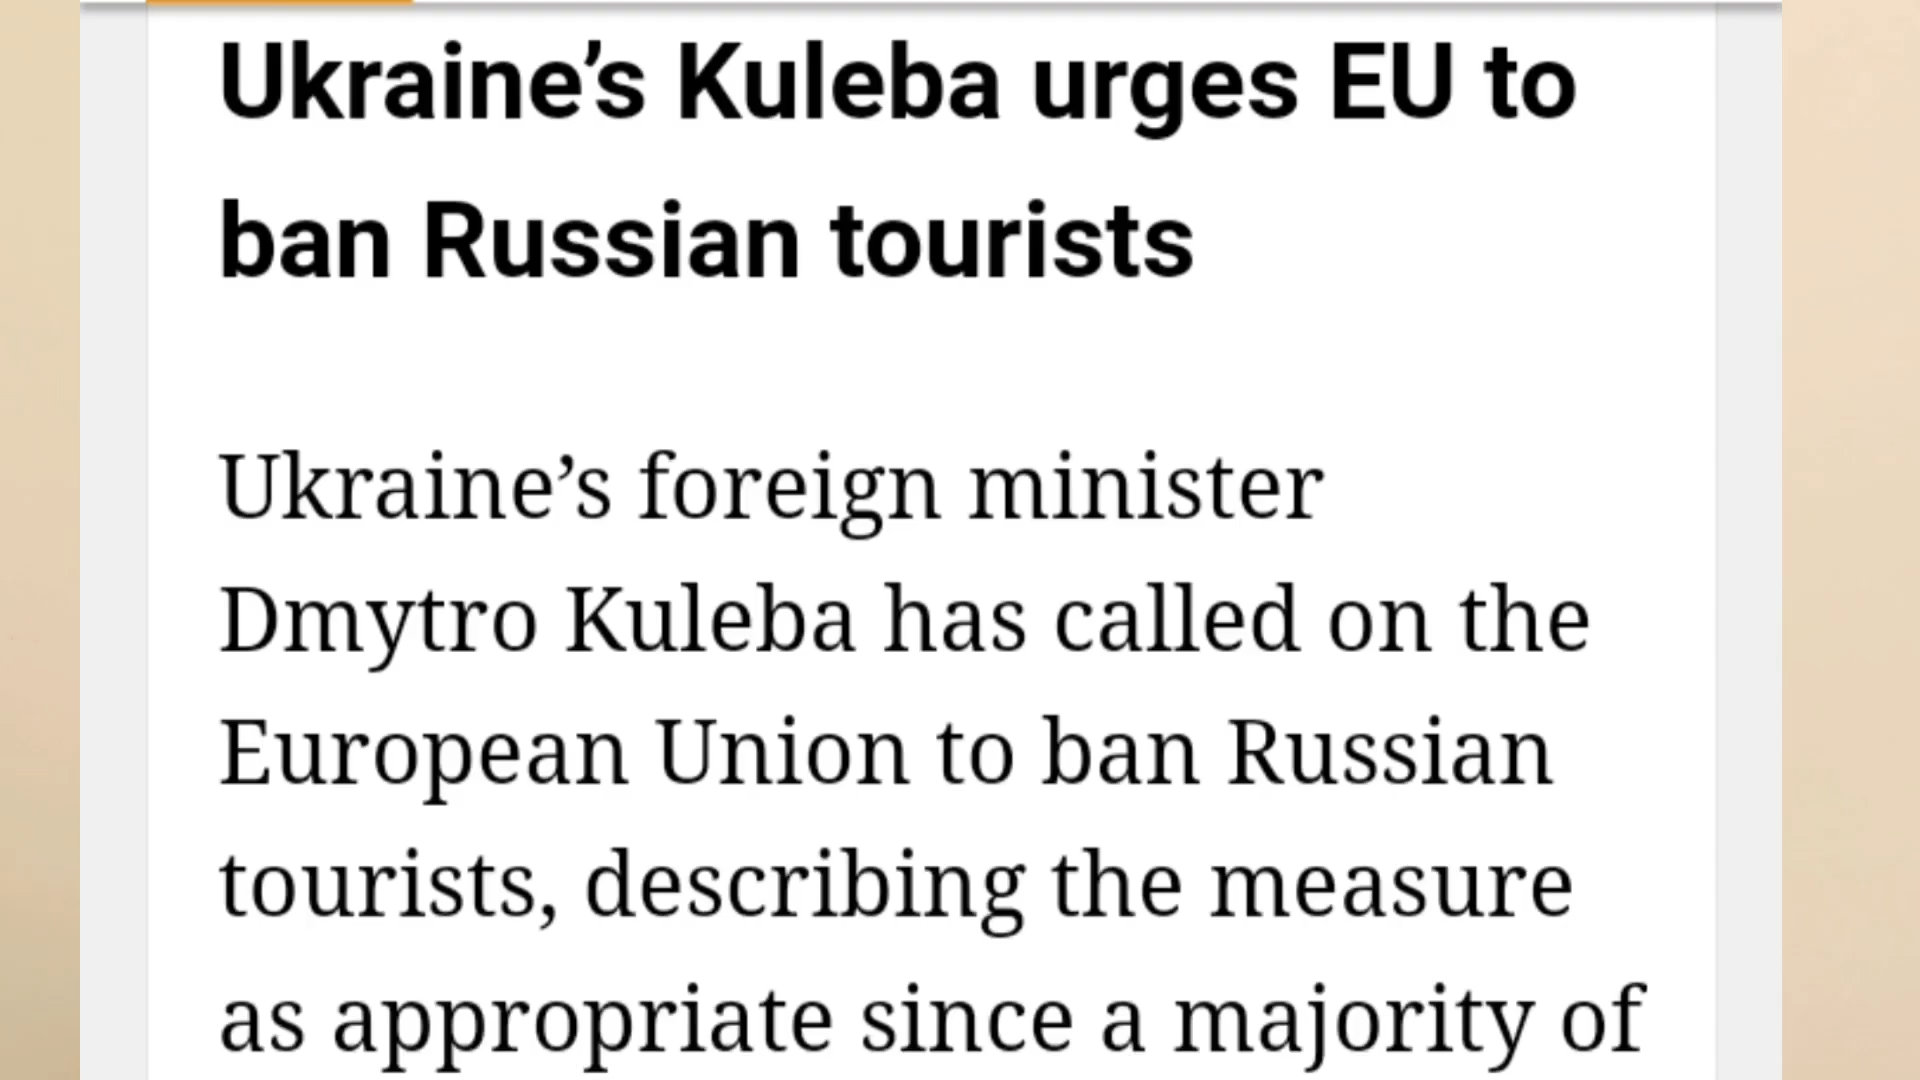 Ukraine’s Kuleba urges EU to
ban Russian tourists
Ukraine’s foreign minister
Dmytro Kuleba has called on the
European Union to ban Russian
tourists, describing the measure
as appropriate since a majority of